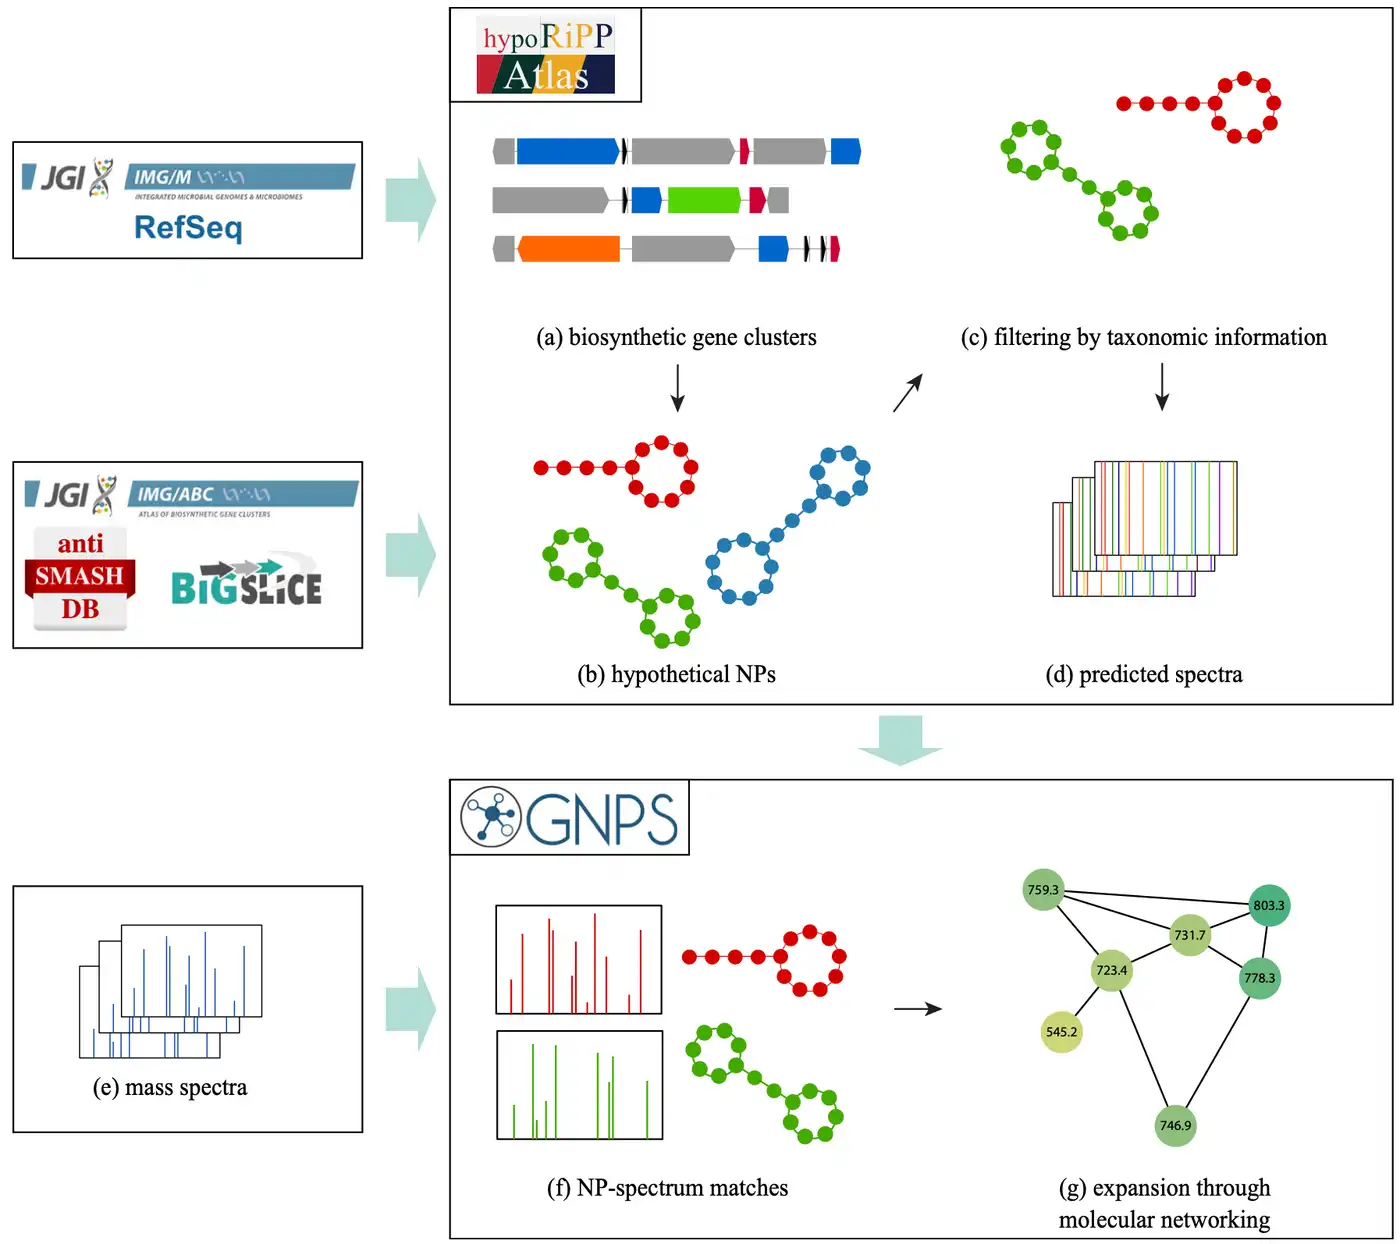 hypoRiPP
Atlas
JGI
IMG/M
INTEGRATED MICROBIAL GENOMES & MICROBIOMES
RefSeq
(a) biosynthetic gene clusters
(c) filtering by taxonomic information
JGI
IMG/ABC
ATLAS OF BIOSYNTHETIC GENE CLUSTERS
anti
SMASH
DB
BiGSLiCE
(b) hypothetical NPs
(d) predicted spectra
GNPS
(e) mass spectra
759.3
803.3
731.7
723.4
778.3
545.2
746.9
(f) NP-spectrum matches
(g) expansion through
molecular networking